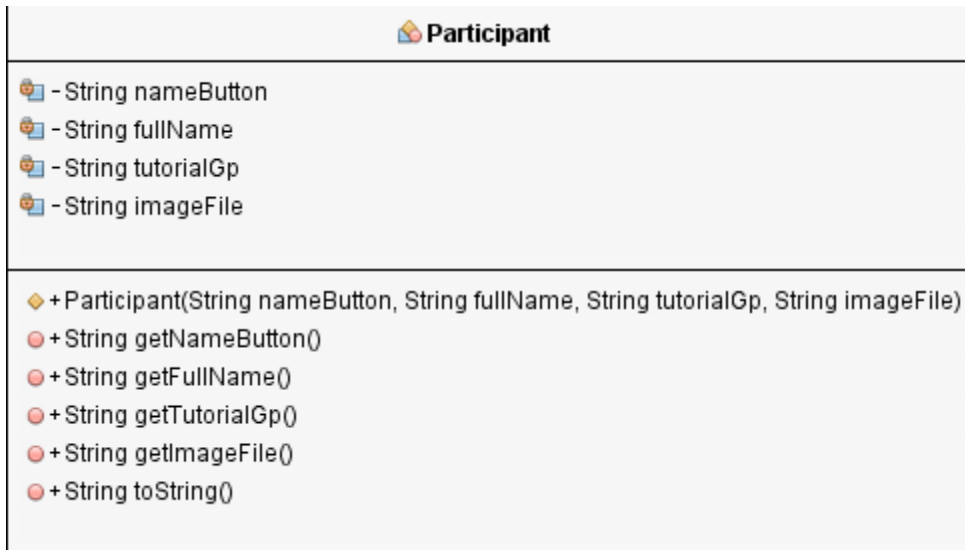 Participant
- String nameButton
- String fullName
- String tutorialGp
- String imageFile
+ Participant(String nameButton, String fullName, String tutorialGp, String imageFile)
+ String getNameButton()
+ String getFullName()
+ String getTutorialGp()
+ String getImageFile()
+ String toString()